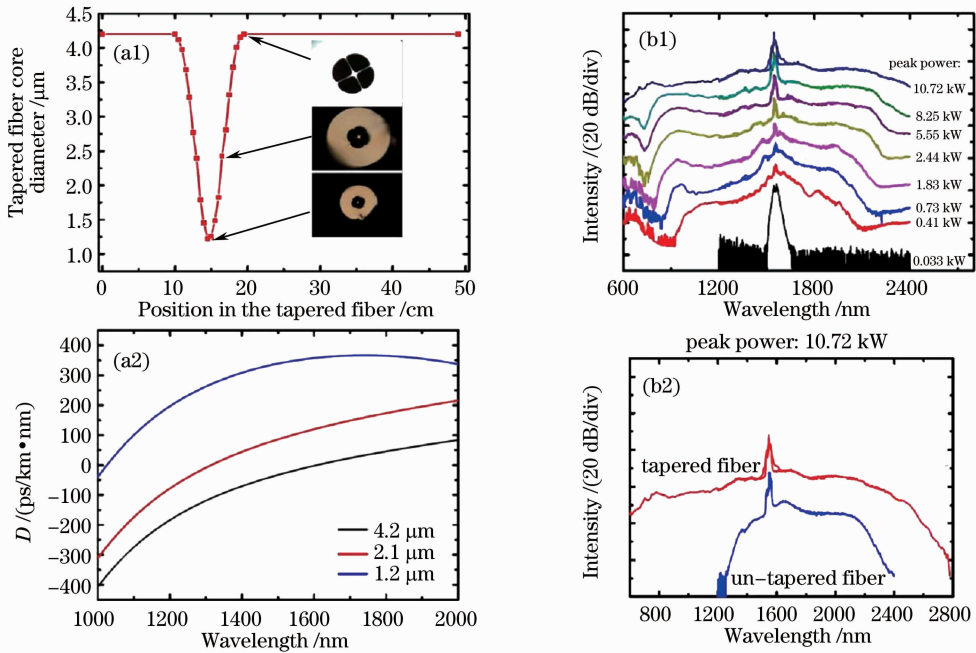 (a1)
Tapered fiber core
diameter /μm
4.5
4.0
3.5
3.0
2.5
2.0
1.5
1.0
0
10
20
30
40
50
Position in the tapered fiber /cm
(b1)
peak power:
10.72 kW
8.25 kW
5.55 kW
2.44 kW
1.83 kW
0.73 kW
0.41 kW
0.033 kW
Intensity /(20 dB/div)
600
1200
1800
2400
Wavelength /nm
(a2)
D /(ps/km•nm)
400
300
200
100
0
−100
−200
−300
−400
4.2 μm
2.1 μm
1.2 μm
1000
1200
1400
1600
1800
2000
Wavelength /nm
peak power: 10.72 kW
(b2)
Intensity /(20 dB/div)
tapered fiber
un−tapered fiber
800
1200
1600
2000
2400
2800
Wavelength /nm